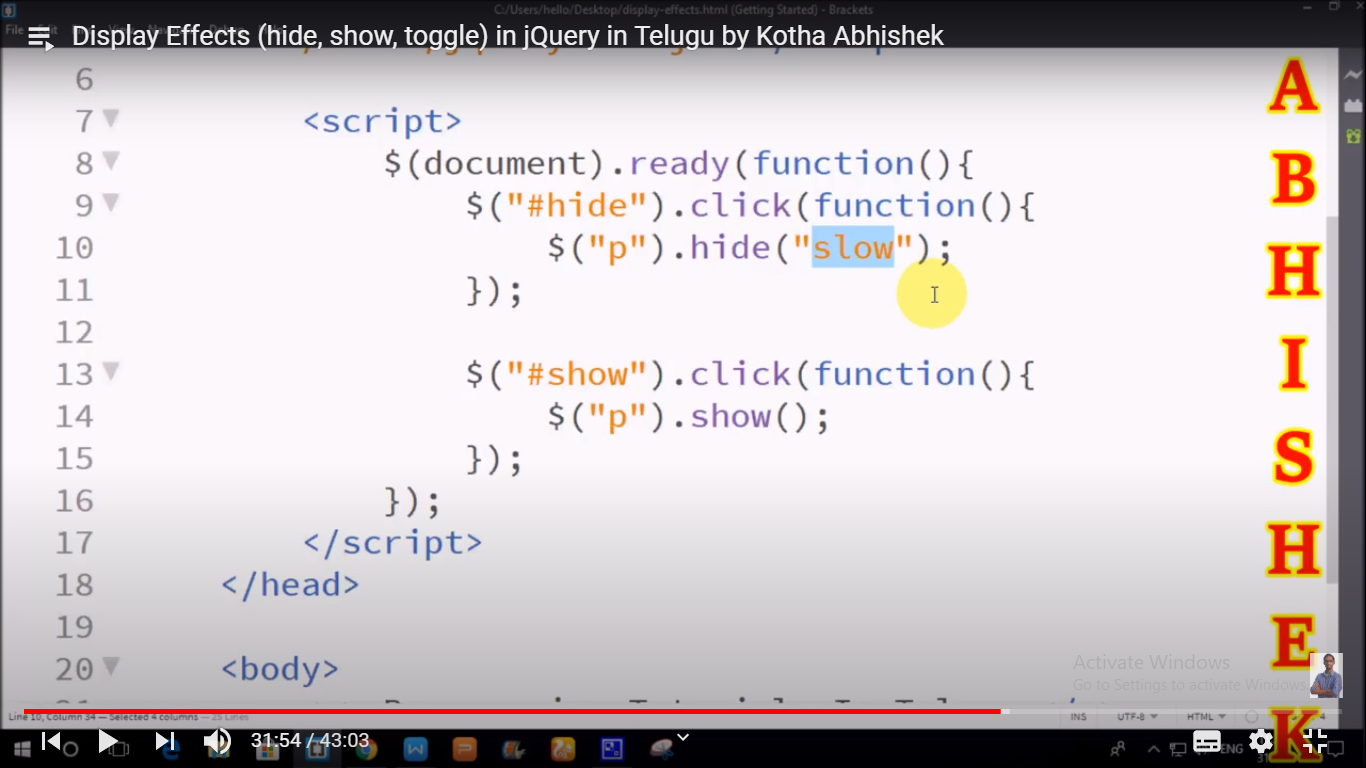 C:/Users/hello/Desktop/display-effects.html (Getting Started) - Brackets
File
Display Effects (hide, show, toggle) in jQuery in Telugu by Kotha Abhishek
6
7 <script>
8 $(document).ready(function(){
9 $("#hide").click(function(){
10 $("p").hide("slow");
11 });
12
13 $("#show").click(function(){
14 $("p").show();
15 });
16 });
17 </script>
18 </head>
19
20 <body>
A
B
H
I
S
H
E
K
Activate Windows
Go to Settings to activate Windows.
Line 10, Column 34 — Selected 4 columns — 25 Lines
INS UTF-8 HTML
31:54 / 43:03
ENG